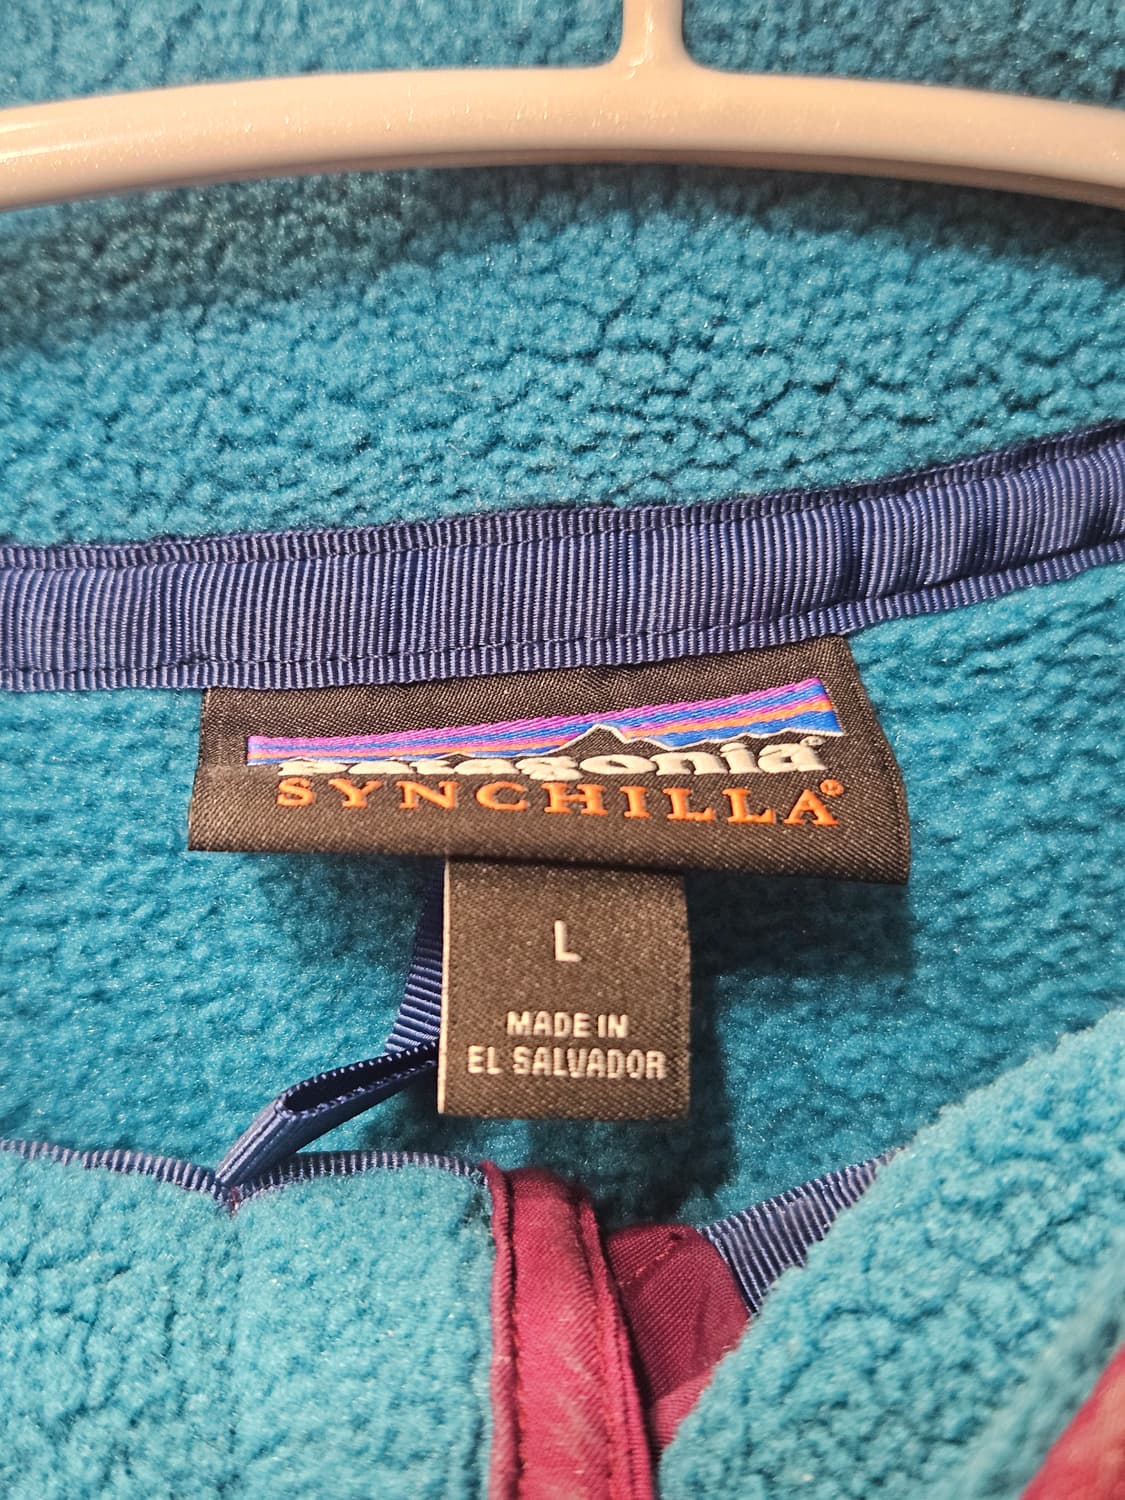 patagonia®
SYNCHILLA®
L
MADE IN
EL SALVADOR